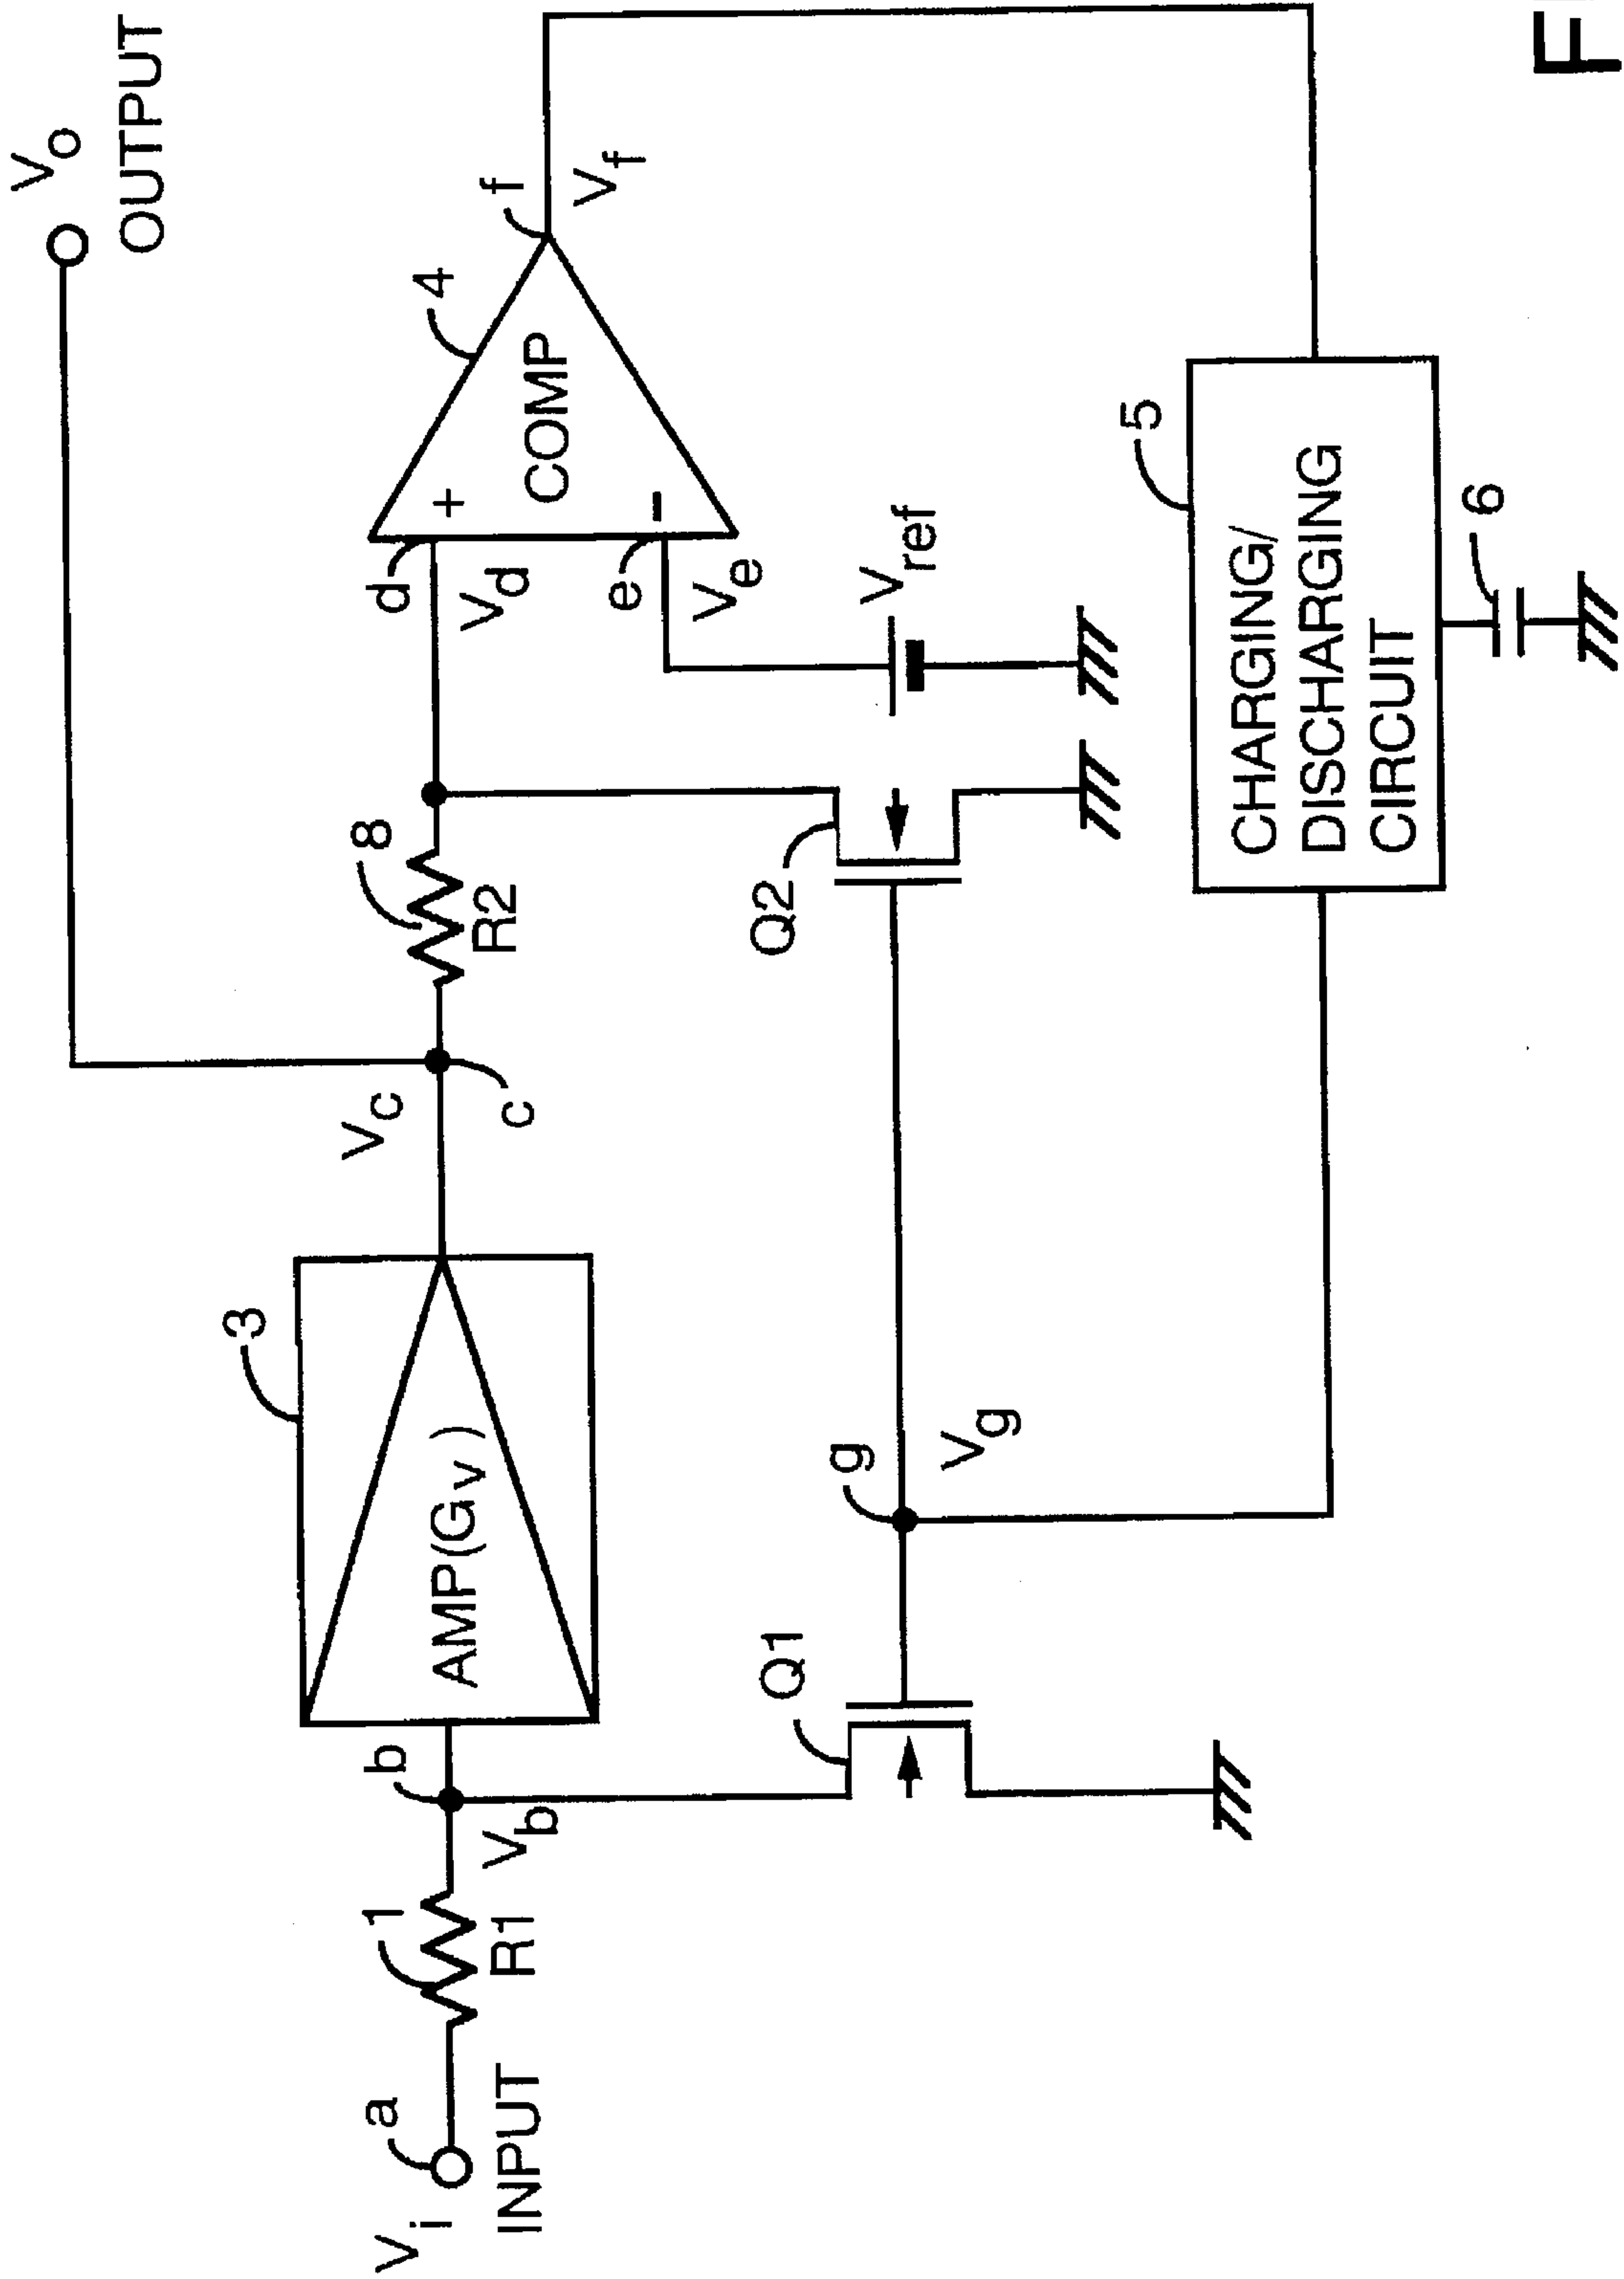 Vo
OUTPUT
3
AMP(Gv)
Vc
c
8
R2
d
Vd
+
-
e
Ve
COMP
4
f
Vf
Vi
a
INPUT
1
R1
b
Vb
Q1
g
Vg
Q2
Vref
5
CHARGING/
DISCHARGING
CIRCUIT
6
F